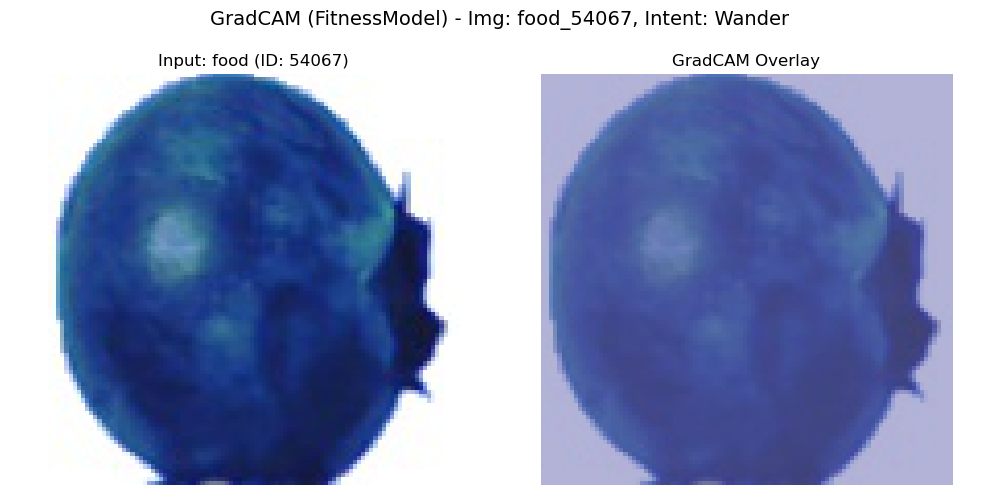 GradCAM (FitnessModel) - Img: food_54067, Intent: Wander
Input: food (ID: 54067)
GradCAM Overlay